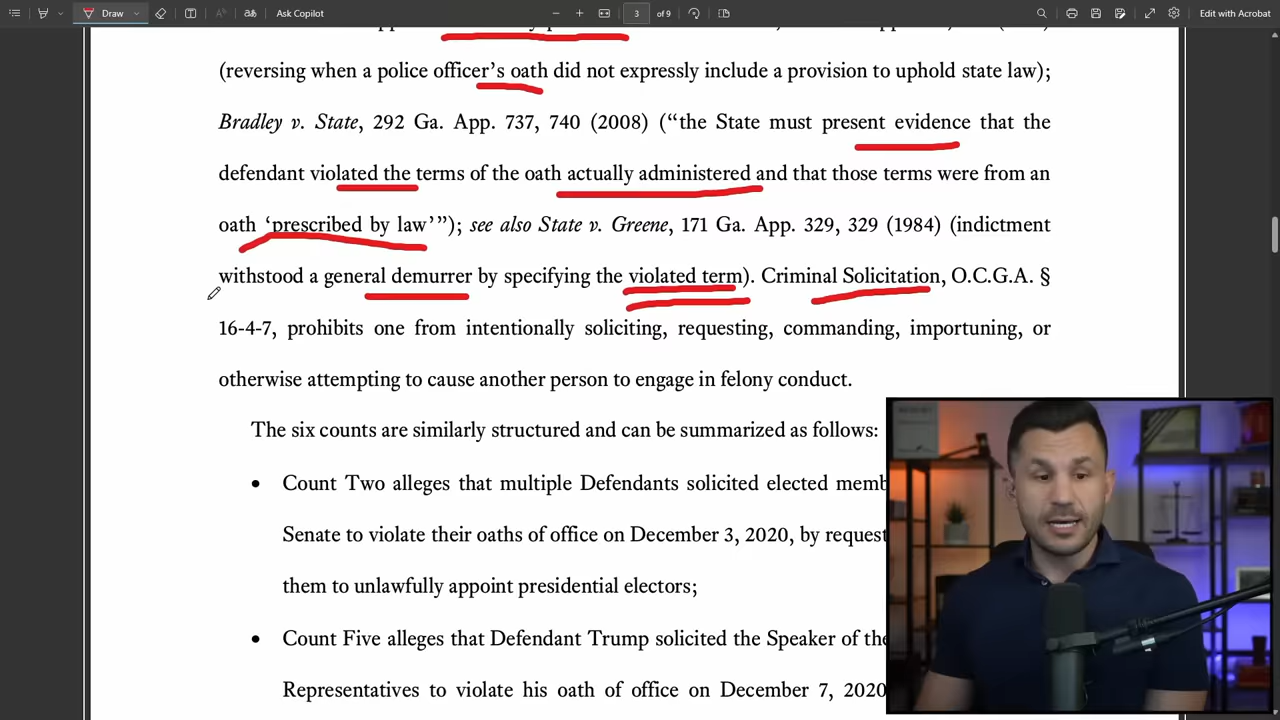 Draw
Ask Copilot
3 of 9
Edit with Acrobat
(reversing when a police officer's oath did not expressly include a provision to uphold state law);
Bradley v. State, 292 Ga. App. 737, 740 (2008) (“the State must present evidence that the
defendant violated the terms of the oath actually administered and that those terms were from an
oath ‘prescribed by law’”); see also State v. Greene, 171 Ga. App. 329, 329 (1984) (indictment
withstood a general demurrer by specifying the violated term). Criminal Solicitation, O.C.G.A. §
16-4-7, prohibits one from intentionally soliciting, requesting, commanding, importuning, or
otherwise attempting to cause another person to engage in felony conduct.
The six counts are similarly structured and can be summarized as follows:
• Count Two alleges that multiple Defendants solicited elected memb
Senate to violate their oaths of office on December 3, 2020, by request
them to unlawfully appoint presidential electors;
• Count Five alleges that Defendant Trump solicited the Speaker of the
Representatives to violate his oath of office on December 7, 2020